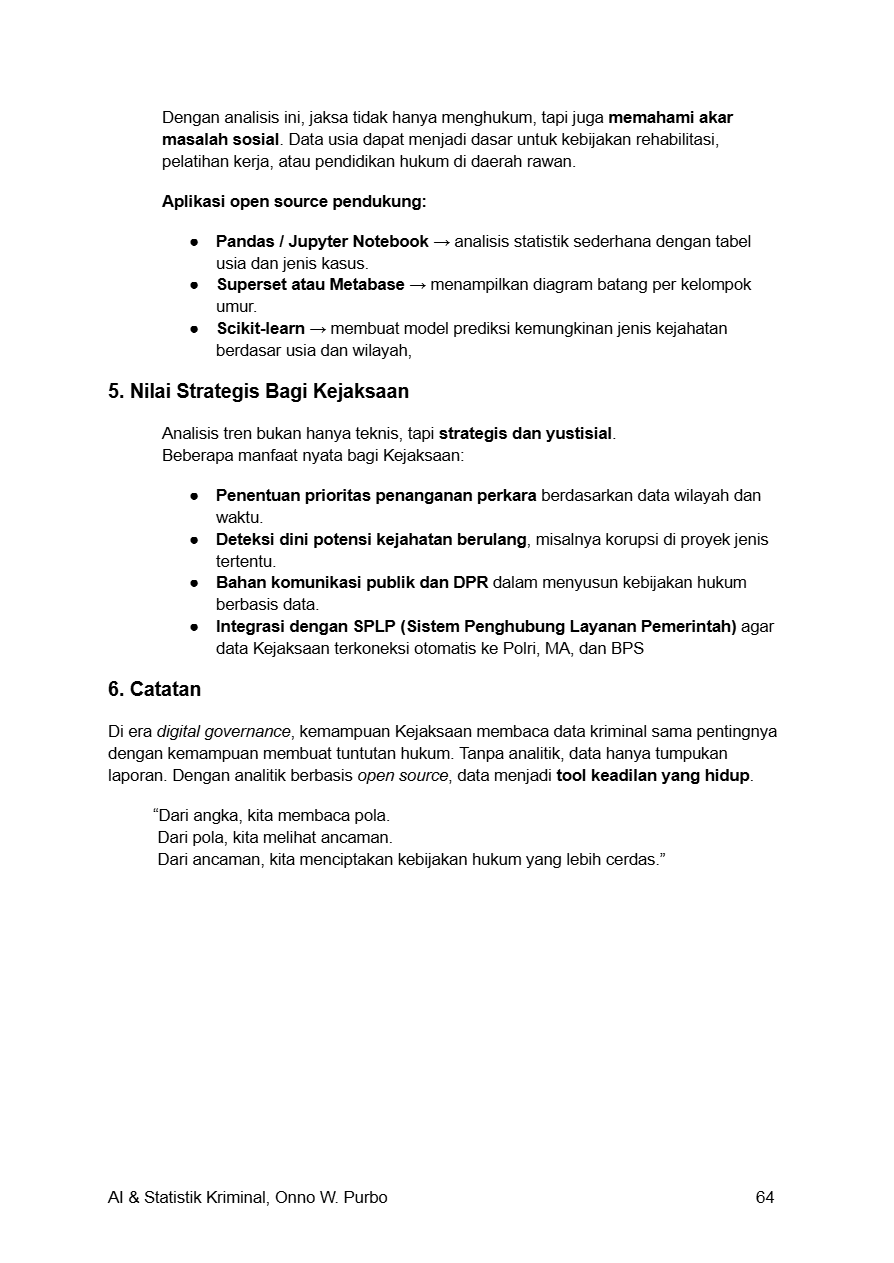 Dengan analisis ini, jaksa tidak hanya menghukum, tapi juga memahami akar
masalah sosial. Data usia dapat menjadi dasar untuk kebijakan rehabilitasi,
pelatihan kerja, atau pendidikan hukum di daerah rawan.
Aplikasi open source pendukung:
● Pandas / Jupyter Notebook → analisis statistik sederhana dengan tabel
usia dan jenis kasus.
● Superset atau Metabase → menampilkan diagram batang per kelompok
umur.
● Scikit-learn → membuat model prediksi kemungkinan jenis kejahatan
berdasar usia dan wilayah,
5. Nilai Strategis Bagi Kejaksaan
Analisis tren bukan hanya teknis, tapi strategis dan yustisial.
Beberapa manfaat nyata bagi Kejaksaan:
● Penentuan prioritas penanganan perkara berdasarkan data wilayah dan
waktu.
● Deteksi dini potensi kejahatan berulang, misalnya korupsi di proyek jenis
tertentu.
● Bahan komunikasi publik dan DPR dalam menyusun kebijakan hukum
berbasis data.
● Integrasi dengan SPLP (Sistem Penghubung Layanan Pemerintah) agar
data Kejaksaan terkoneksi otomatis ke Polri, MA, dan BPS
6. Catatan
Di era digital governance, kemampuan Kejaksaan membaca data kriminal sama pentingnya
dengan kemampuan membuat tuntutan hukum. Tanpa analitik, data hanya tumpukan
laporan. Dengan analitik berbasis open source, data menjadi tool keadilan yang hidup.
“Dari angka, kita membaca pola.
Dari pola, kita melihat ancaman.
Dari ancaman, kita menciptakan kebijakan hukum yang lebih cerdas.”
AI & Statistik Kriminal, Onno W. Purbo 64